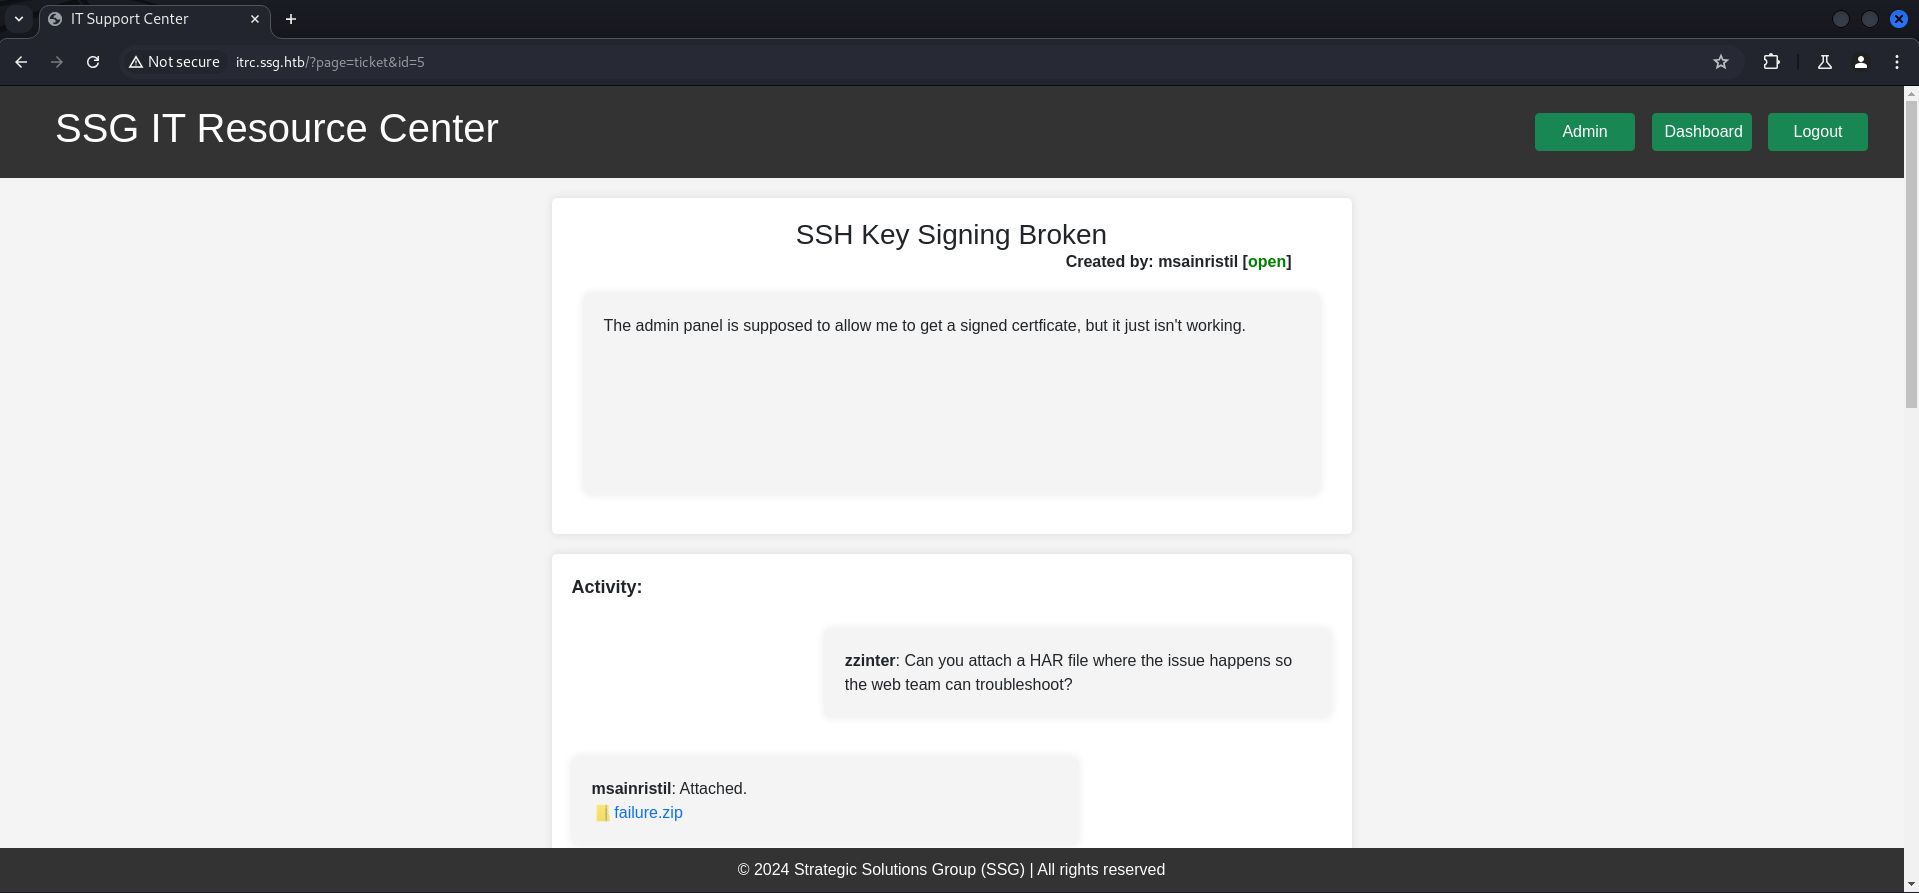 IT Support Center
Not secure
itrc.ssg.htb/?page=ticket&id=5
SSG IT Resource Center
Admin
Dashboard
Logout
SSH Key Signing Broken
Created by: msainristil [open]
The admin panel is supposed to allow me to get a signed certficate, but it just isn't working.
Activity:
zzinter: Can you attach a HAR file where the issue happens so
the web team can troubleshoot?
msainristil: Attached.
failure.zip
© 2024 Strategic Solutions Group (SSG) | All rights reserved